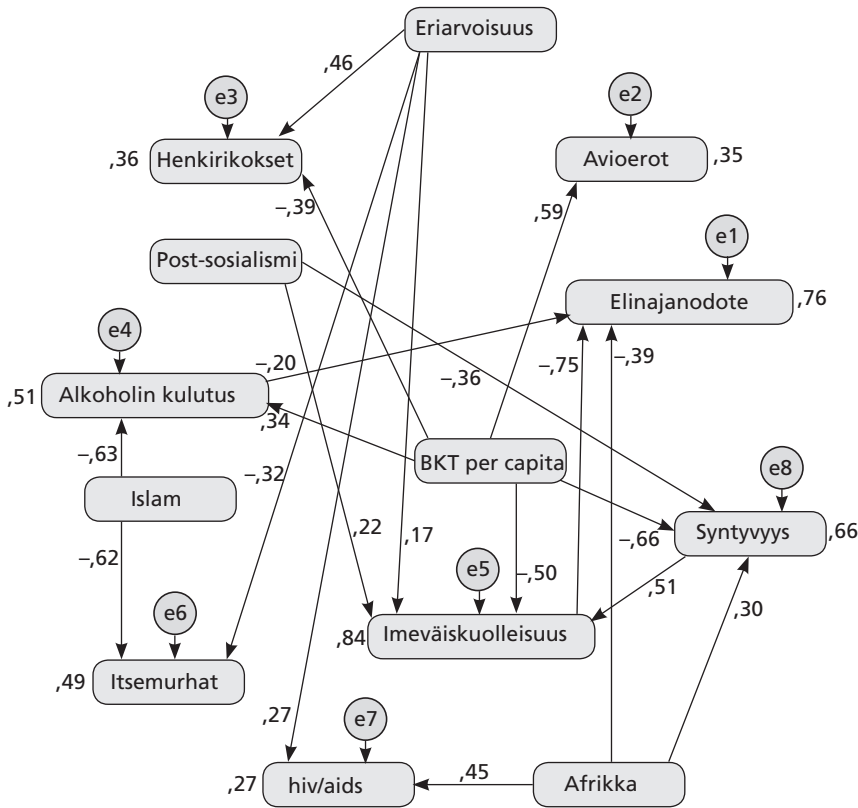 Eriarvoisuus
,46
e3
e2
,36
Henkirikokset
Avioerot
,35
–,39
,59
Post-sosialismi
e1
Elinajanodote
,76
e4
–,20
–,36
–,75
–,39
,51
Alkoholin kulutus
,34
–,63
BKT per capita
e8
–,32
Islam
,22
,17
–,66
Syntyvyys
,66
–,62
–,50
e5
,51
,30
e6
,84
Imeväiskuolleisuus
,49
Itsemurhat
,27
e7
,27
hiv/aids
,45
Afrikka